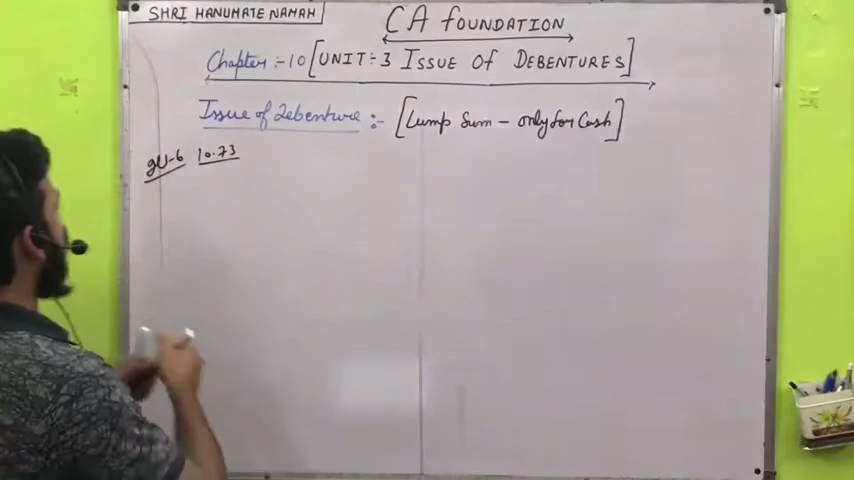 SHRI HANUMATE NAMAH
CA FOUNDATION
Chapter :- 10 [UNIT :- 3 ISSUE OF DEBENTURES]
Issue of Debenture :- [Lump Sum - only for Cash]
ill-6 10.73